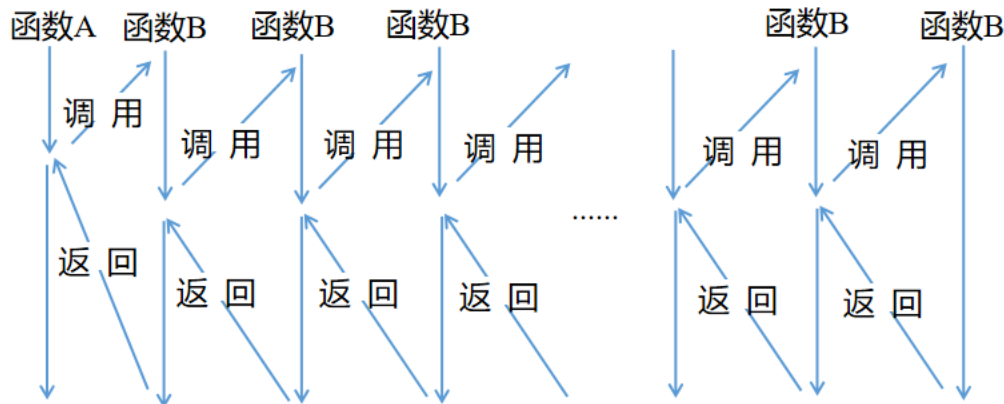 函数A 函数B 函数B 函数B 函数B 函数B
调 用 调 用 调 用 调 用 调 用 调 用
......
返 回 返 回 返 回 返 回 返 回 返 回